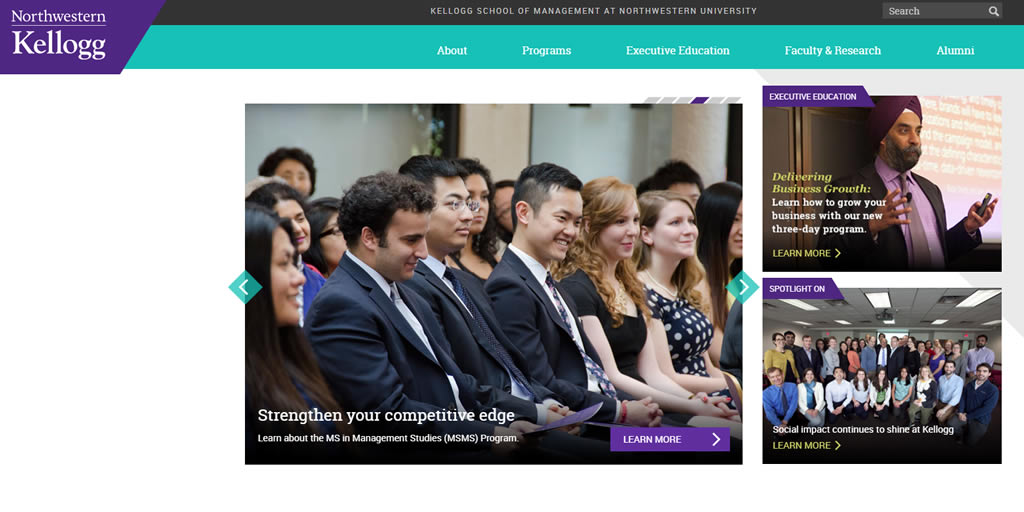 Northwestern
Kellogg
KELLOGG SCHOOL OF MANAGEMENT AT NORTHWESTERN UNIVERSITY
Search
About
Programs
Executive Education
Faculty & Research
Alumni
Strengthen your competitive edge
Learn about the MS in Management Studies (MSMS) Program.
LEARN MORE
EXECUTIVE EDUCATION
Delivering
Business Growth:
Learn how to grow your
business with our new
three-day program.
LEARN MORE
SPOTLIGHT ON
Social impact continues to shine at Kellogg
LEARN MORE